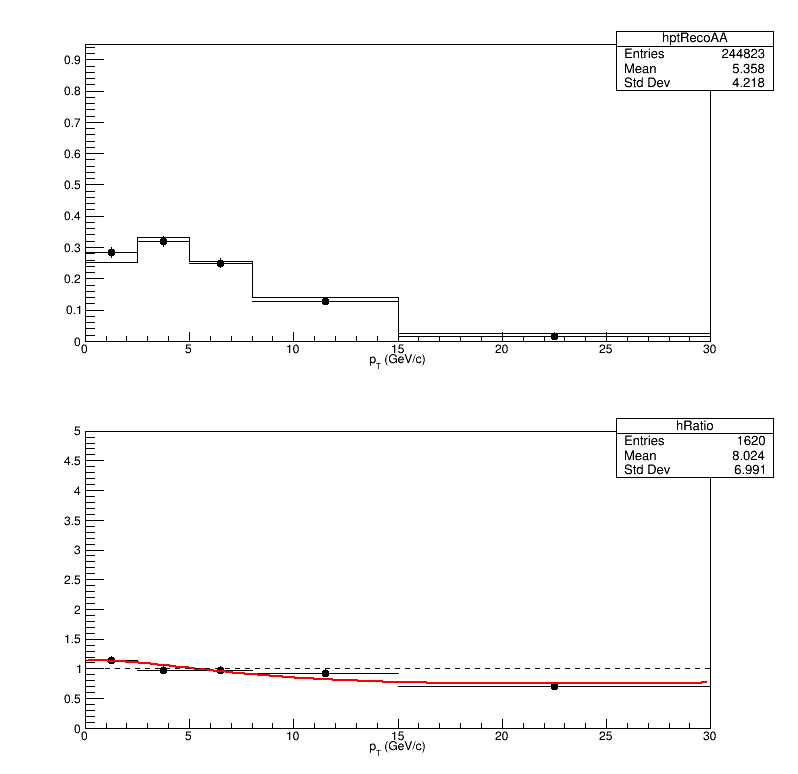 hptRecoAA
Entries 244823
Mean 5.358
Std Dev 4.218
0.9
0.8
0.7
0.6
0.5
0.4
0.3
0.2
0.1
0
0 5 10 15 20 25 30
p_T (GeV/c)
hRatio
Entries 1620
Mean 8.024
Std Dev 6.991
5
4.5
4
3.5
3
2.5
2
1.5
1
0.5
0
0 5 10 15 20 25 30
p_T (GeV/c)